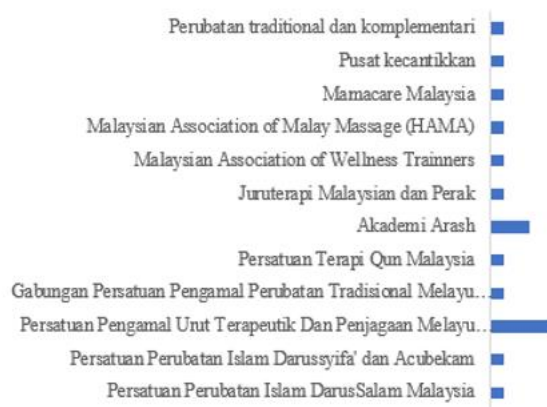 Perubatan traditional dan komplementari
Pusat kecantikkan
Mamacare Malaysia
Malaysian Association of Malay Massage (HAMA)
Malaysian Association of Wellness Trainners
Juruterapi Malaysian dan Perak
Akademi Arash
Persatuan Terapi Qun Malaysia
Gabungan Persatuan Pengamal Perubatan Tradisional Melayu...
Persatuan Pengamal Urut Terapeutik Dan Penjagaan Melayu...
Persatuan Perubatan Islam Darussyifa' dan Acubekam
Persatuan Perubatan Islam DarusSalam Malaysia